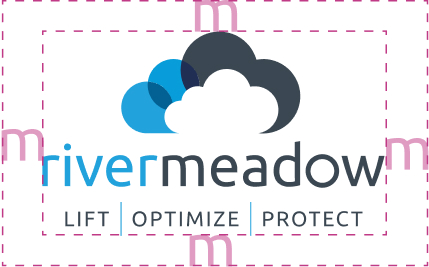 m
m rivermeadow m
LIFT | OPTIMIZE | PROTECT
m